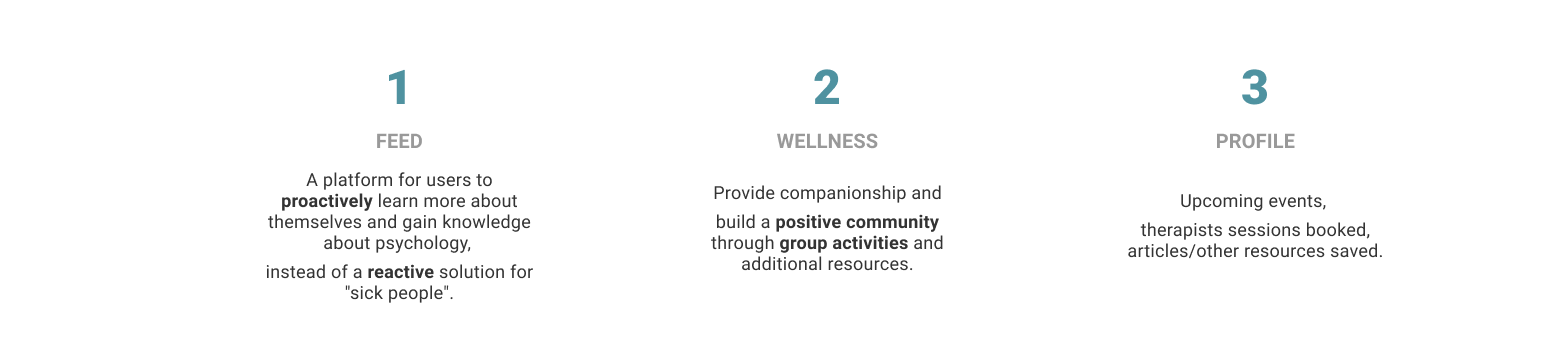 1
FEED
A platform for users to
proactively learn more about
themselves and gain knowledge
about psychology,
instead of a reactive solution for
"sick people".
2
WELLNESS
Provide companionship and
build a positive community
through group activities and
additional resources.
3
PROFILE
Upcoming events,
therapists sessions booked,
articles/other resources saved.